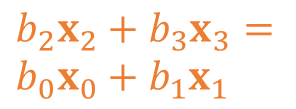 b₂𝐱₂ + b₃𝐱₃ =
b₀𝐱₀ + b₁𝐱₁